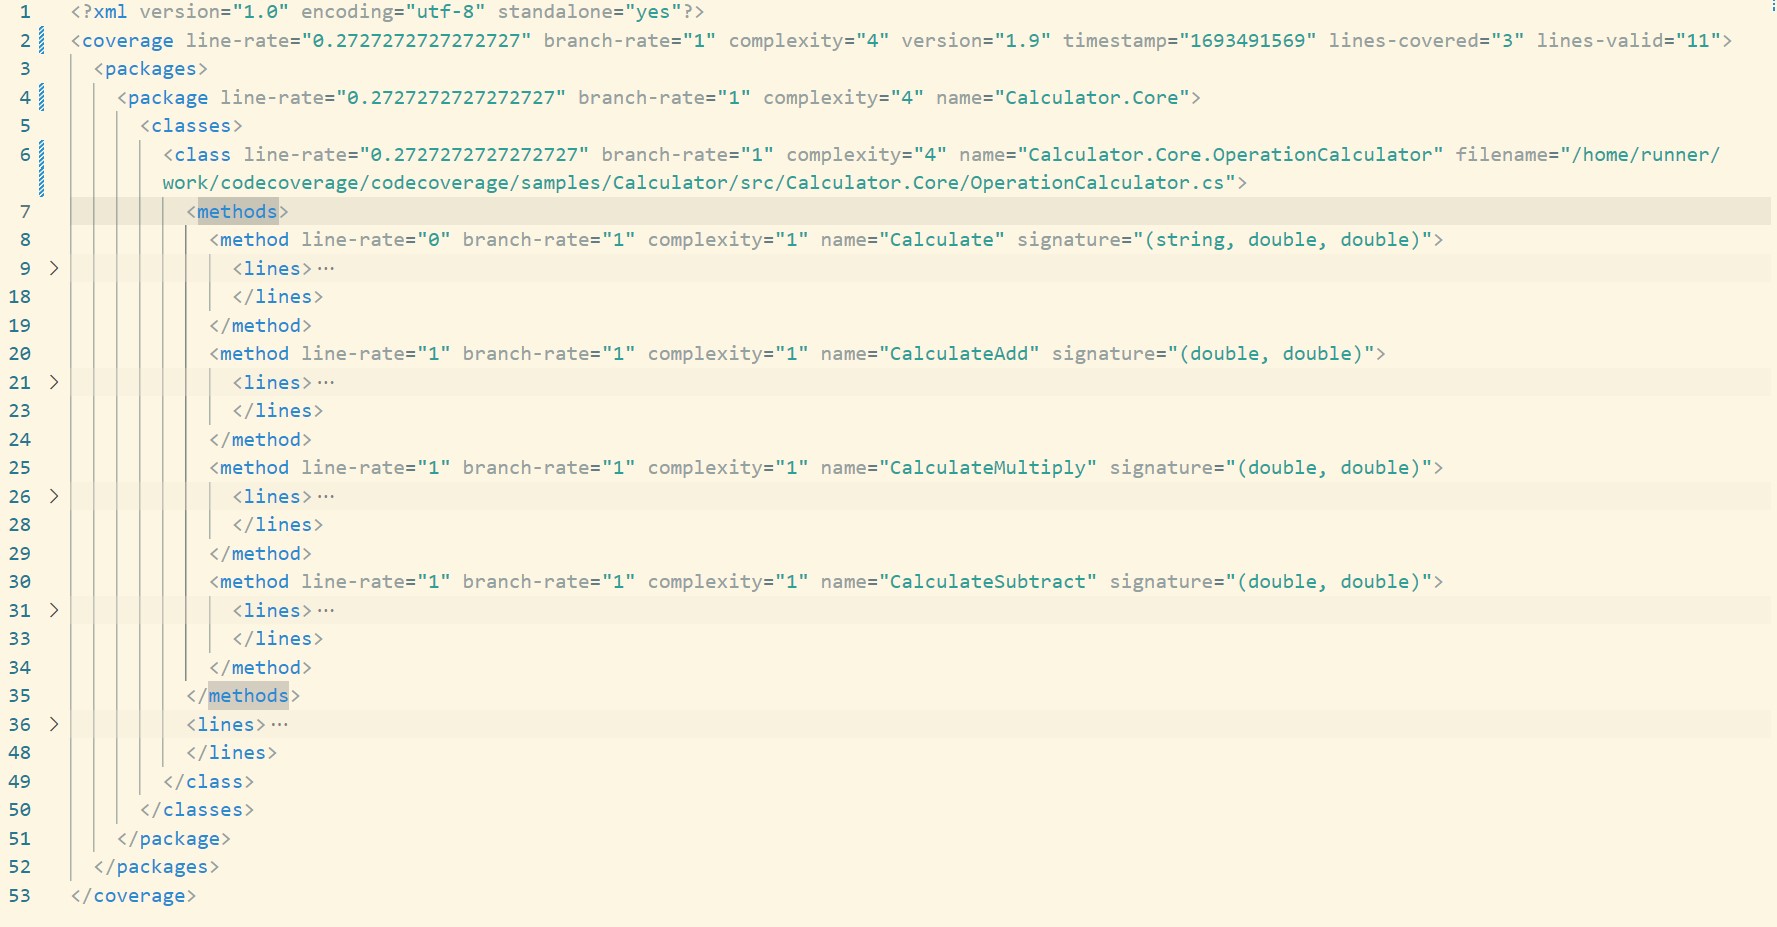 1 <?xml version="1.0" encoding="utf-8" standalone="yes"?>
2 <coverage line-rate="0.2727272727272727" branch-rate="1" complexity="4" version="1.9" timestamp="1693491569" lines-covered="3" lines-valid="11">
3 <packages>
4 <package line-rate="0.2727272727272727" branch-rate="1" complexity="4" name="Calculator.Core">
5 <classes>
6 <class line-rate="0.2727272727272727" branch-rate="1" complexity="4" name="Calculator.Core.OperationCalculator" filename="/home/runner/
work/codecoverage/codecoverage/samples/Calculator/src/Calculator.Core/OperationCalculator.cs">
7 <methods>
8 <method line-rate="0" branch-rate="1" complexity="1" name="Calculate" signature="(string, double, double)">
9 <lines>···
18 </lines>
19 </method>
20 <method line-rate="1" branch-rate="1" complexity="1" name="CalculateAdd" signature="(double, double)">
21 <lines>···
23 </lines>
24 </method>
25 <method line-rate="1" branch-rate="1" complexity="1" name="CalculateMultiply" signature="(double, double)">
26 <lines>···
28 </lines>
29 </method>
30 <method line-rate="1" branch-rate="1" complexity="1" name="CalculateSubtract" signature="(double, double)">
31 <lines>···
33 </lines>
34 </method>
35 </methods>
36 <lines>···
48 </lines>
49 </class>
50 </classes>
51 </package>
52 </packages>
53 </coverage>